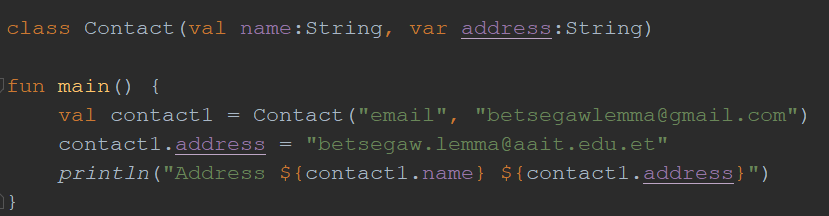 class Contact(val name:String, var address:String)
fun main() {
val contact1 = Contact("email", "betsegawlemma@gmail.com")
contact1.address = "betsegaw.lemma@aait.edu.et"
println("Address ${contact1.name} ${contact1.address}")
}